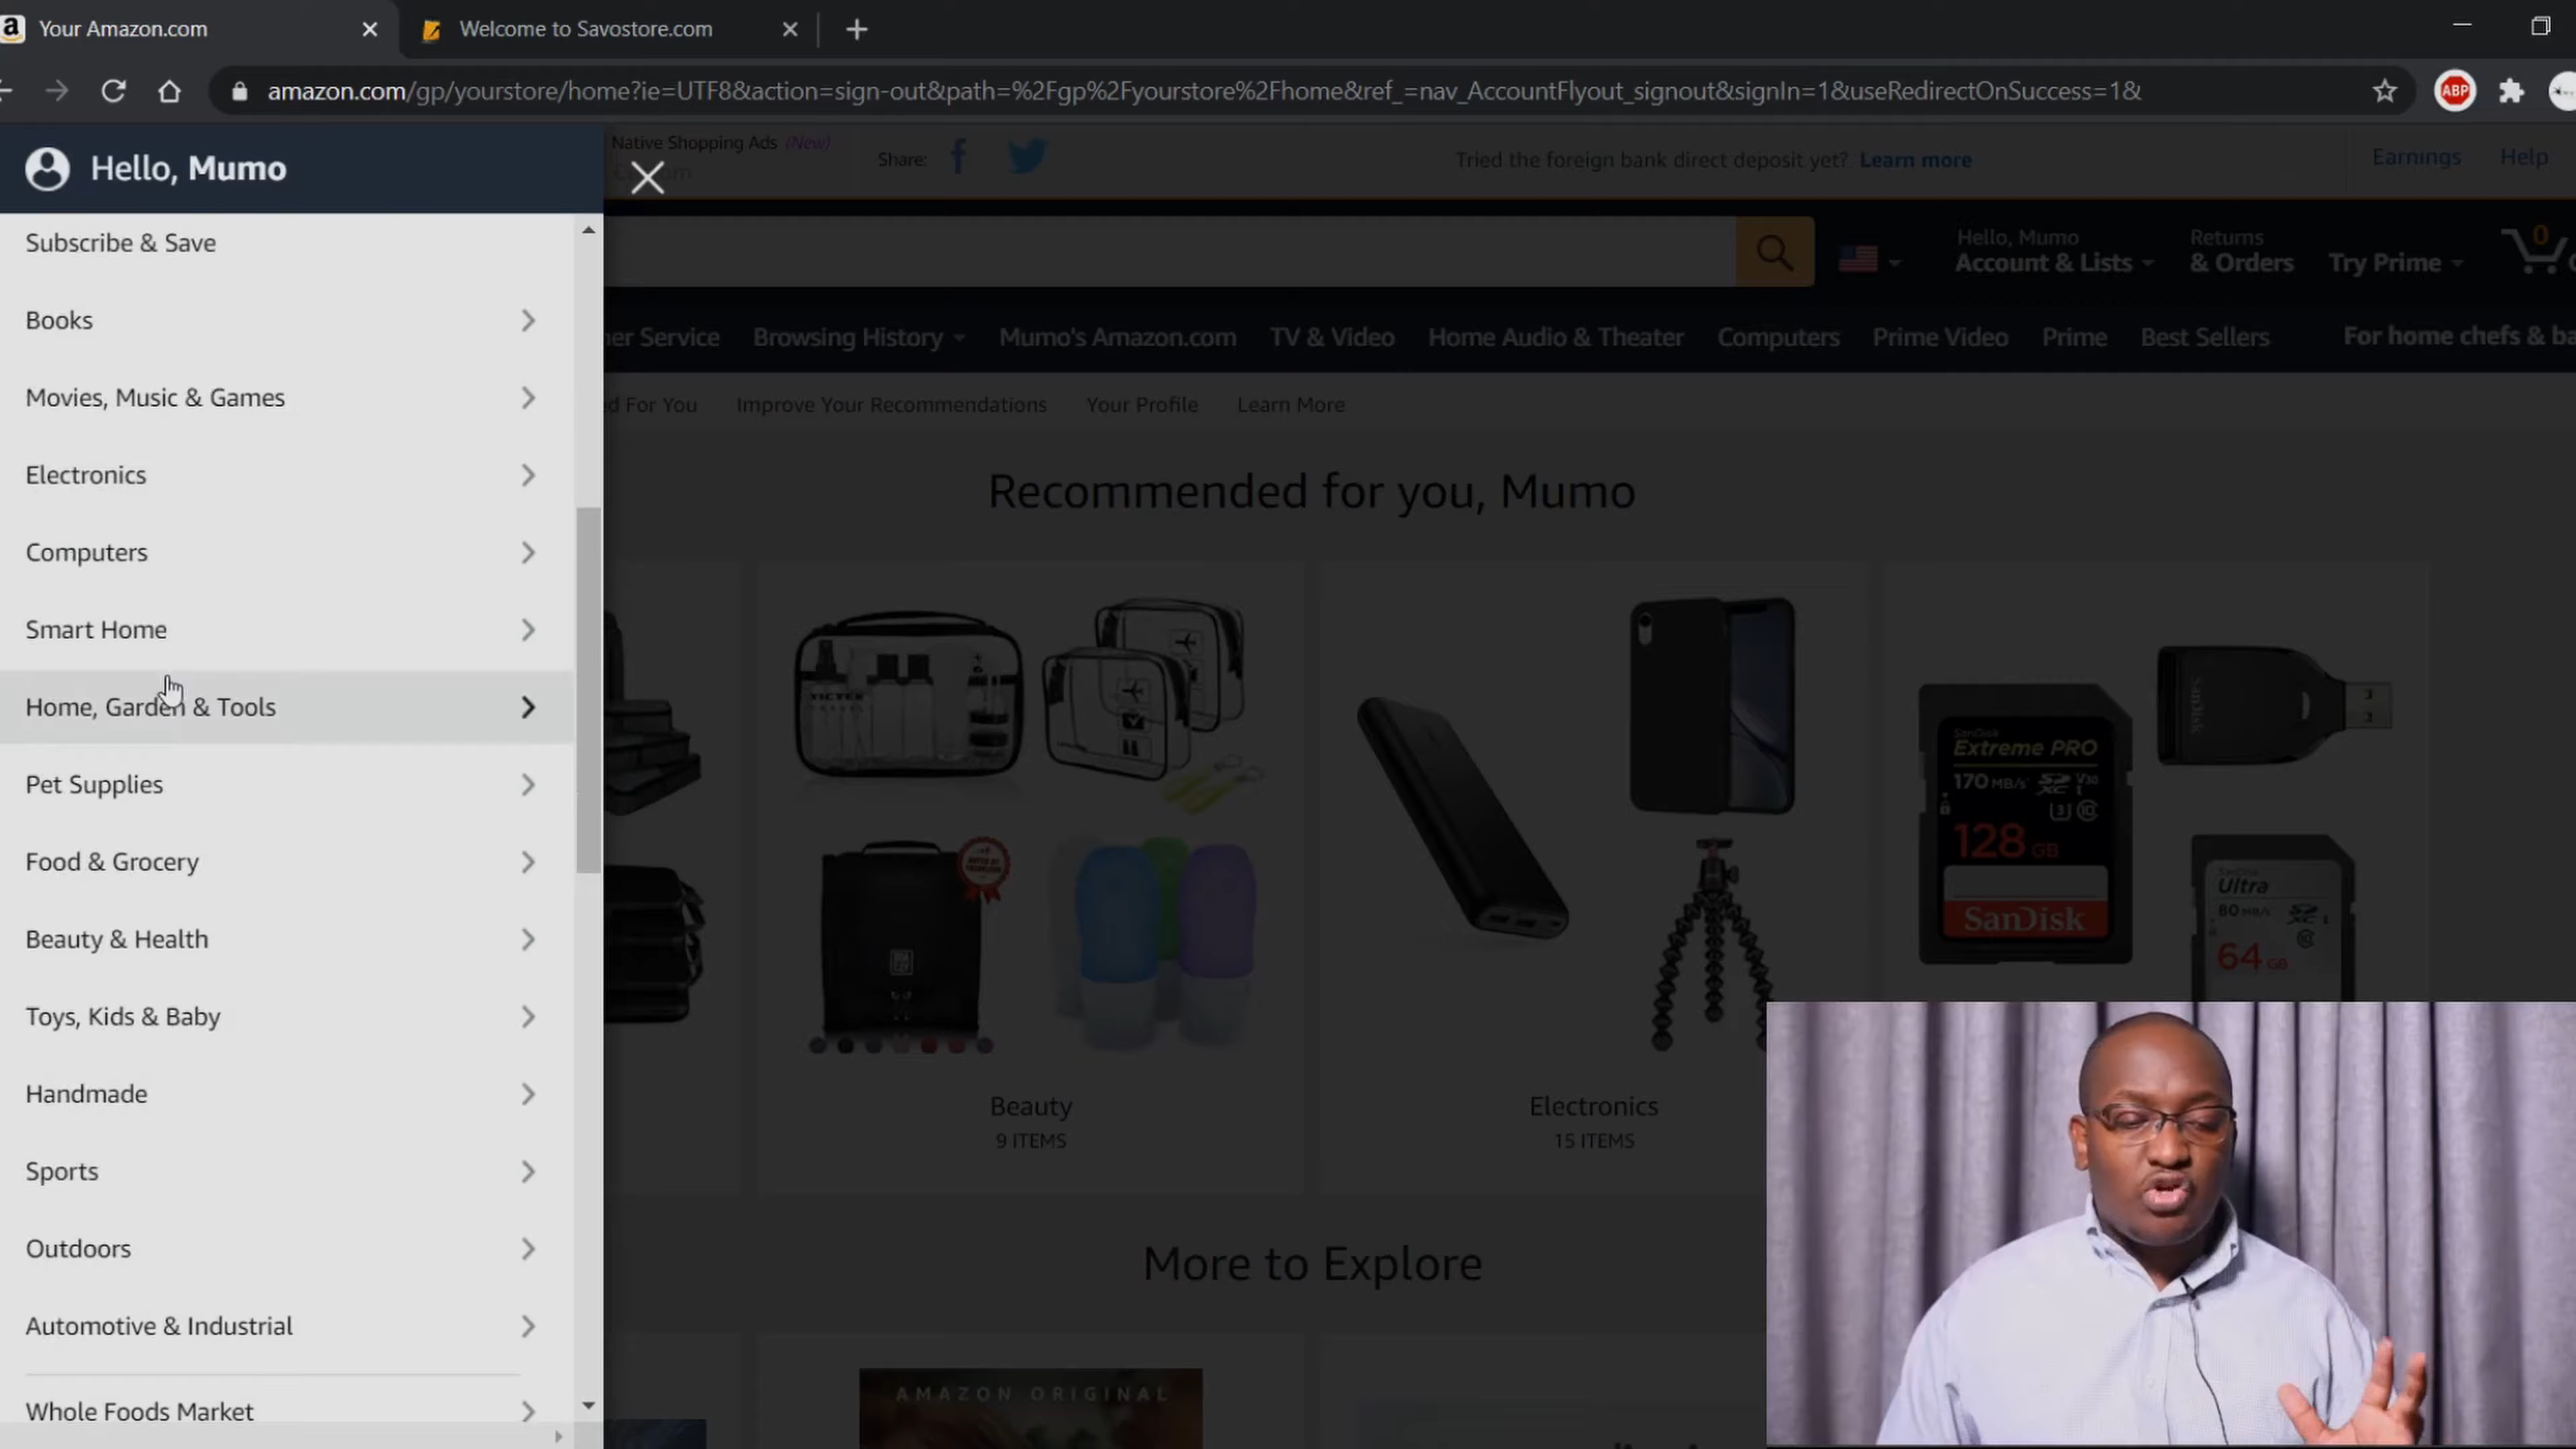 Your Amazon.com
Welcome to Savostore.com
amazon.com/gp/yourstore/home?ie=UTF8&action=sign-out&path=%2Fgp%2Fyourstore%2Fhome&ref_=nav_AccountFlyout_signout&signIn=1&useRedirectOnSuccess=1&
ABP
Hello, Mumo
Native Shopping Ads (New)
Share:
Tried the foreign bank direct deposit yet? Learn more
Earnings
Help
Hello, Mumo
Account & Lists
Returns
& Orders
Try Prime
0
er Service
Browsing History
Mumo's Amazon.com
TV & Video
Home Audio & Theater
Computers
Prime Video
Prime
Best Sellers
For home chefs & ba
d For You
Improve Your Recommendations
Your Profile
Learn More
Subscribe & Save
Books
Movies, Music & Games
Electronics
Computers
Smart Home
Home, Garden & Tools
Pet Supplies
Food & Grocery
Beauty & Health
Toys, Kids & Baby
Handmade
Sports
Outdoors
Automotive & Industrial
Whole Foods Market
Recommended for you, Mumo
SanDisk
Extreme PRO
170 MB/s
V30
128 GB
SanDisk
SanDisk
Ultra
80 MB/s
64 GB
Beauty
9 ITEMS
Electronics
15 ITEMS
More to Explore
AMAZON ORIGINAL